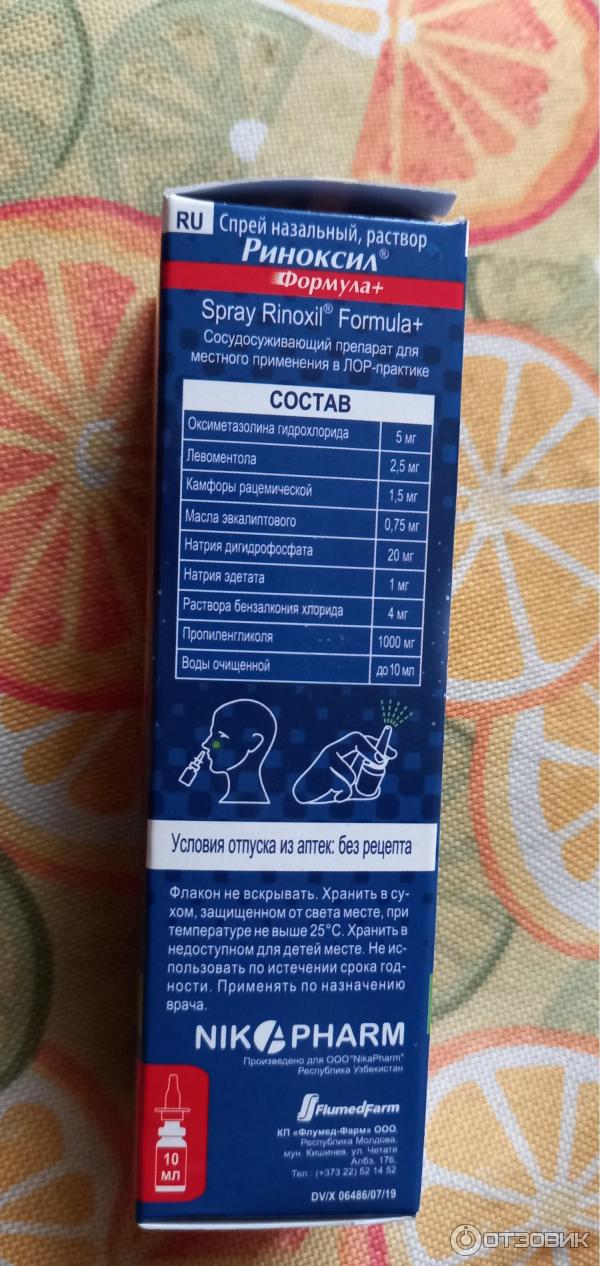 RU Спрей назальный, раствор
Риноксил®
Формула+
Spray Rinoxil® Formula+
Сосудосуживающий препарат для
местного применения в ЛОР-практике
СОСТАВ
Оксиметазолина гидрохлорида 5 мг
Левоментола 2,5 мг
Камфоры рацемической 1,5 мг
Масла эвкалиптового 0,75 мг
Натрия дигидрофосфата 20 мг
Натрия эдетата 1 мг
Раствора бензалкония хлорида 4 мг
Пропиленгликоля 1000 мг
Воды очищенной до 10 мл
Условия отпуска из аптек: без рецепта
Флакон не вскрывать. Хранить в су-
хом, защищенном от света месте, при
температуре не выше 25°С. Хранить в
недоступном для детей месте. Не ис-
пользовать по истечении срока год-
ности. Применять по назначению
врача.
NIKAPHARM
Произведено для ООО "NikaPharm"
Республика Узбекистан
FlumedFarm
КП «Флумед-Фарм» ООО,
Республика Молдова,
мун. Кишинев, ул. Четатя
Албэ, 176,
Тел.: (+373 22) 52 14 52
10
МЛ
DV/X 06486/07/19
ОТЗОВИК